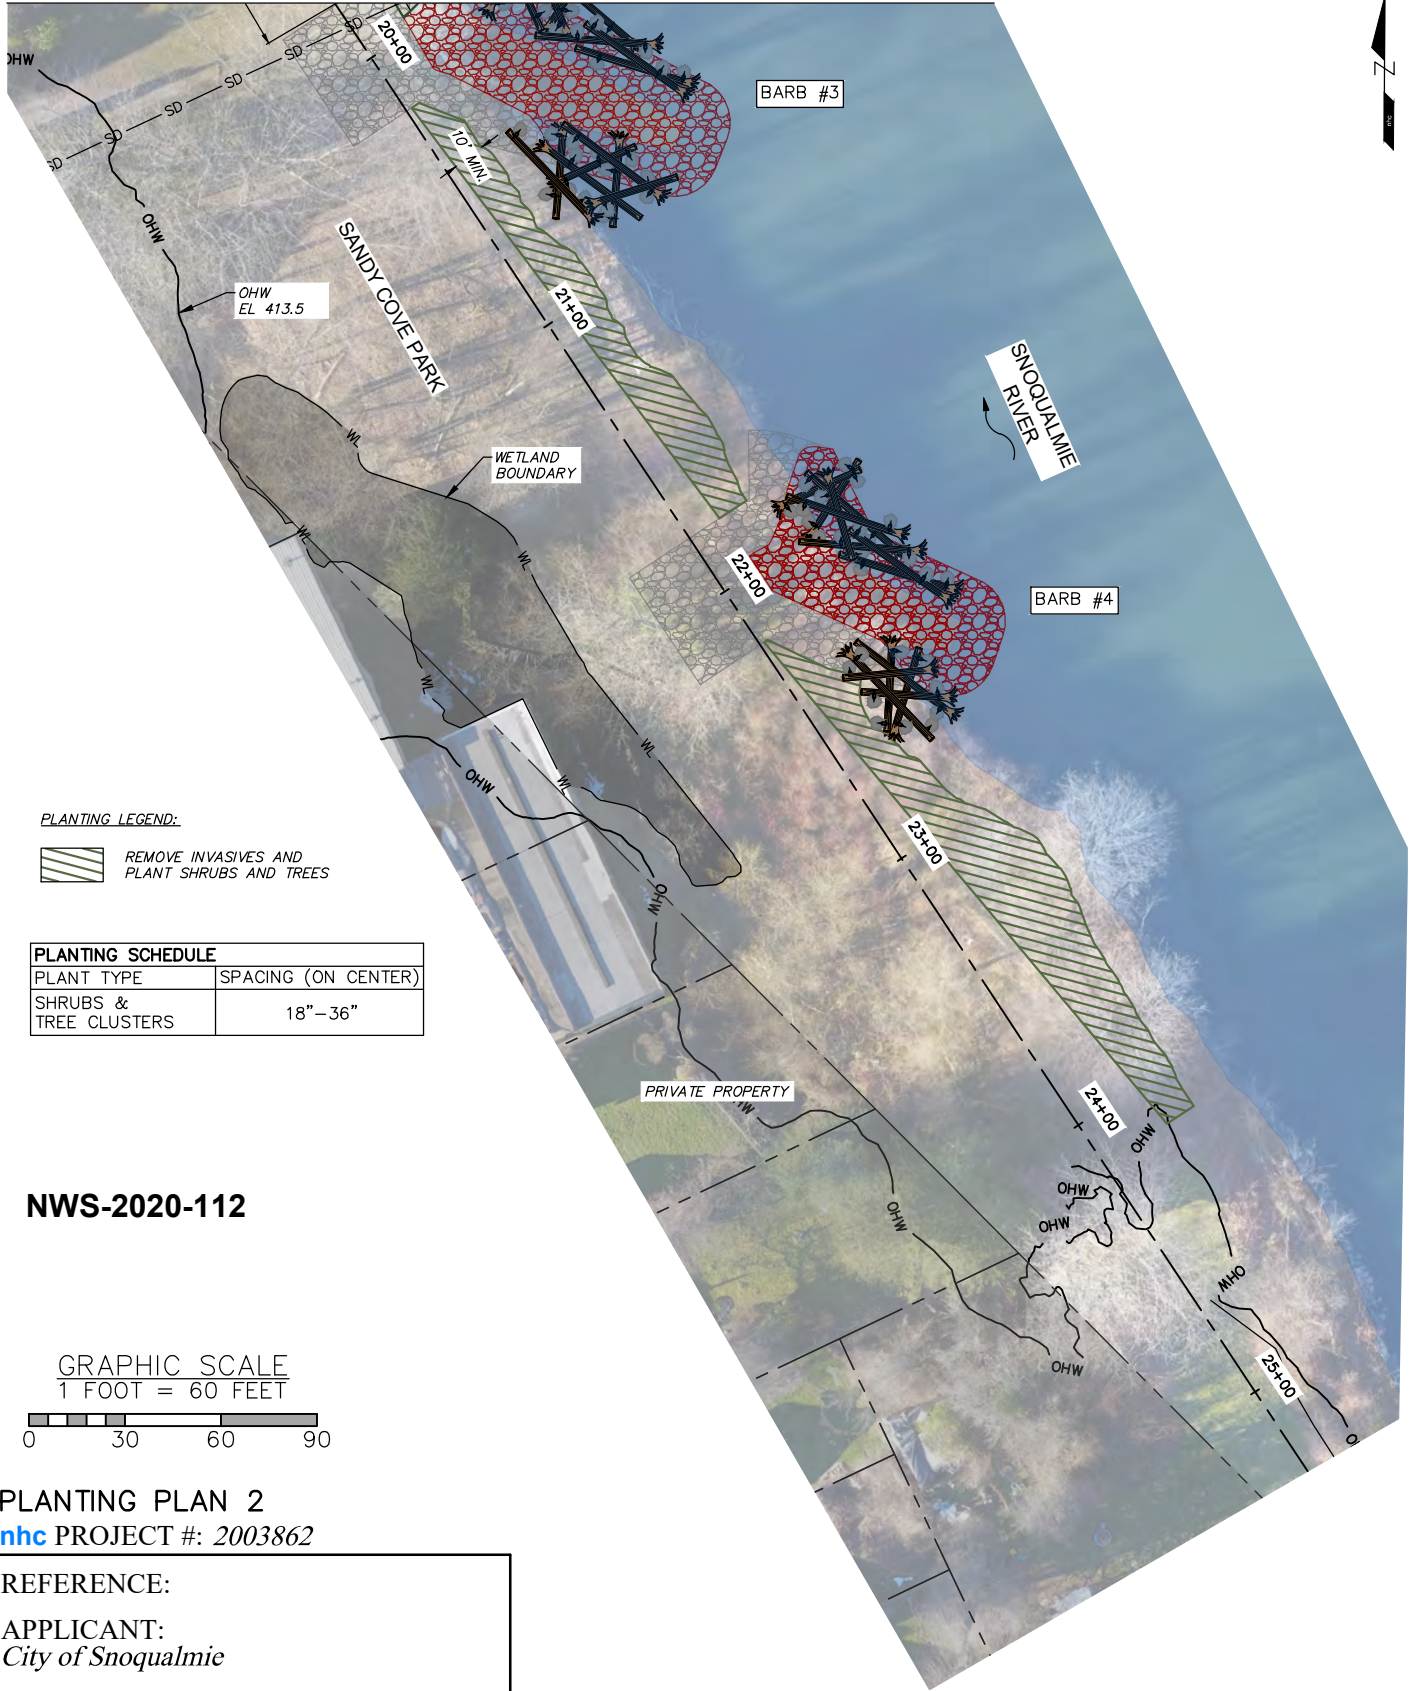 OHW
SD
SD
SD
SD
SD
SD
20+00
BARB #3
10' MIN.
OHW
SANDY COVE PARK
OHW
EL 413.5
21+00
SNOQUALMIE
RIVER
N
nhc
WL
WETLAND
BOUNDARY
WL
WL
22+00
BARB #4
WL
WL
WL
OHW
OHW
23+00
PLANTING LEGEND:
REMOVE INVASIVES AND
PLANT SHRUBS AND TREES
PLANTING SCHEDULE
PLANT TYPE
SPACING (ON CENTER)
SHRUBS &
TREE CLUSTERS
18”–36”
PRIVATE PROPERTY
24+00
OHW
OHW
OHW
OHW
OHW
OHW
25+00
NWS-2020-112
GRAPHIC SCALE
1 FOOT = 60 FEET
0 30 60 90
PLANTING PLAN 2
nhc PROJECT #: 2003862
REFERENCE:
APPLICANT:
City of Snoqualmie